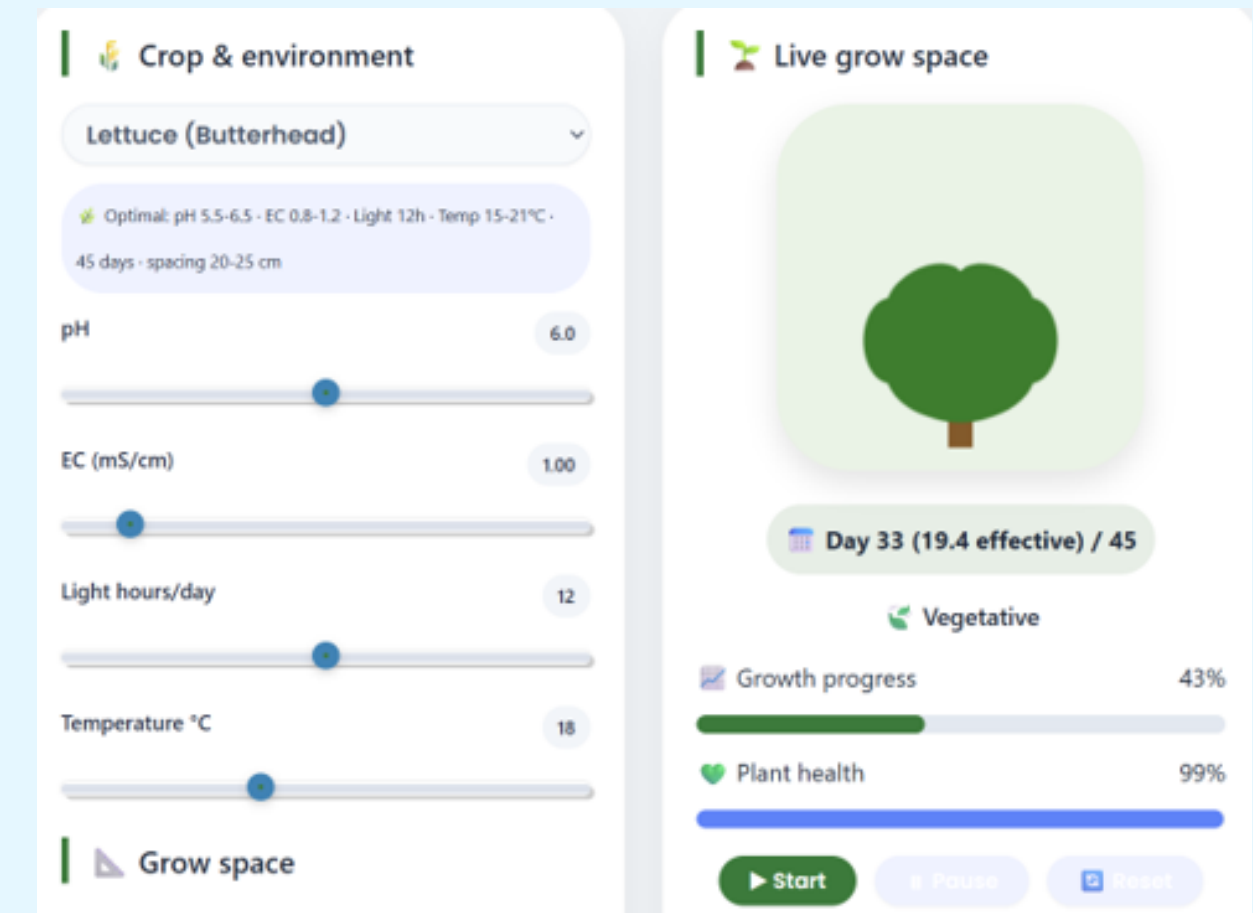 Crop & environment
Lettuce (Butterhead)
Optimal: pH 5.5-6.5 · EC 0.8-1.2 · Light 12h · Temp 15-21°C ·
45 days · spacing 20-25 cm
pH
6.0
EC (mS/cm)
1.00
Light hours/day
12
Temperature °C
18
Grow space
Live grow space
Day 33 (19.4 effective) / 45
Vegetative
Growth progress
43%
Plant health
99%
Start
Pause
Reset